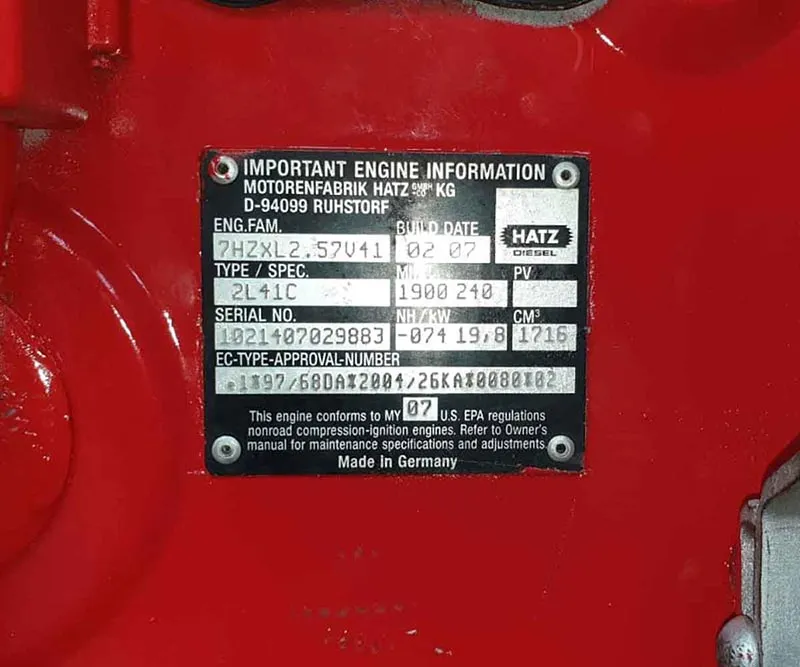 IMPORTANT ENGINE INFORMATION
MOTORENFABRIK HATZ GMBH CO KG
D-94099 RUHSTORF
ENG.FAM. BUILD DATE
7HZXL2.57V41 02 07
HATZ
DIESEL
TYPE / SPEC. PV
2L41C 1900 240
SERIAL NO. NH/KW CM³
1021407029883 -074 19,8 1716
EC-TYPE-APPROVAL-NUMBER
.1*97/68DA*2004/26KA*0080*02
This engine conforms to MY 07 U.S. EPA regulations
nonroad compression-ignition engines. Refer to Owner's
manual for maintenance specifications and adjustments.
Made in Germany